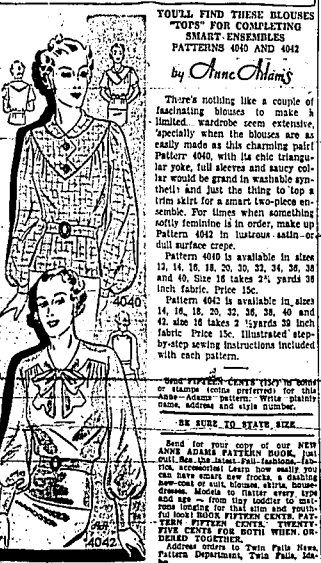 YOU'LL FIND THESE BLOUSES
"TOPS" FOR COMPLETING
SMART ENSEMBLES
PATTERNS 4040 AND 4042
by Anne Adams
There's nothing like a couple of
fascinating blouses to make a
limited wardrobe seem extensive,
'specially when the blouses are as
easily made as this charming pair!
Pattern 4040, with its chic triangu-
lar yoke, full sleeves and saucy col-
lar would be grand in washable syn-
thetic and just the thing to top a
trim skirt for a smart two-piece en-
semble. For times when something
softly feminine is in order, make up
Pattern 4042 in lustrous satin or
dull surface crepe.
Pattern 4040 is available in sizes
12, 14, 16, 18, 20, 30, 32, 34, 36, 38
and 40. Size 16 takes yards 36
inch fabric. Price 15c.
Pattern 4042 is available in sizes
14, 16, 18, 20, 32, 36, 38, 40 and
42. size 16 takes 2 yards 39 inch
fabric Price 15c. Illustrated step-
by-step sewing instructions included
with each pattern.
Send FIFTEEN CENTS (15c) in coins
or stamps (coins preferred) for this
Anne Adams pattern. Write plainly
name, address and style number.
BE SURE TO STATE SIZE
Send for your copy of our NEW
ANNE ADAMS PATTERN BOOK, just
out! See the latest Fall fashions, fab-
rics, accessories! Learn how easily you
can have smart new frocks, a dashing
new coat or suit, blouses, skirts, house-
dresses. Models to flatter every type
and age — from tiny toddler to mat-
rons longing for that slim and youth-
ful look! BOOK FIFTEEN CENTS. PAT-
TERN FIFTEEN CENTS. TWENTY-
FIVE CENTS FOR BOTH WHEN OR-
DERED TOGETHER.
Address orders to Twin Falls News,
Pattern Department, Twin Falls, Ida-
4040
4042